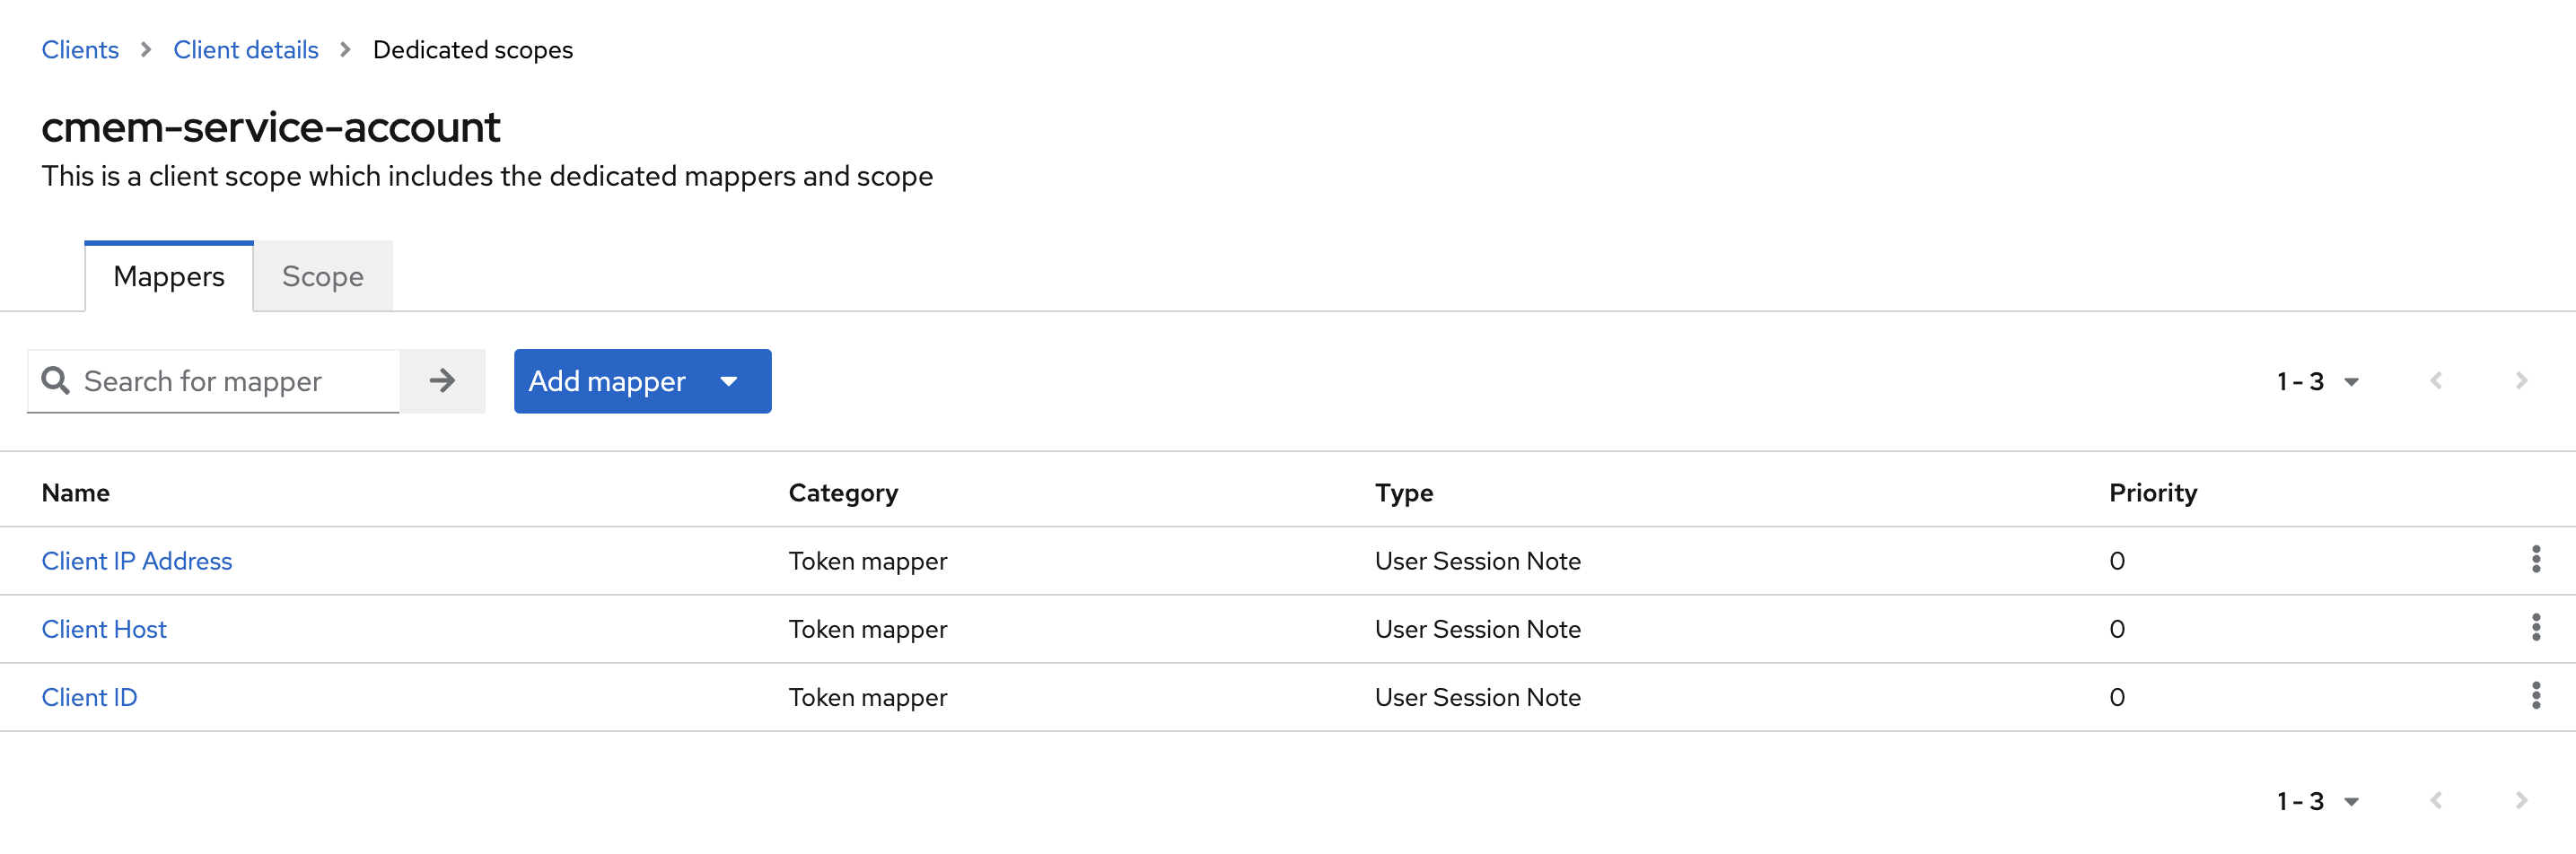 Clients > Client details > Dedicated scopes
cmem-service-account
This is a client scope which includes the dedicated mappers and scope
Mappers Scope
Search for mapper Add mapper 1 - 3
Name Category Type Priority
Client IP Address Token mapper User Session Note 0
Client Host Token mapper User Session Note 0
Client ID Token mapper User Session Note 0
1 - 3